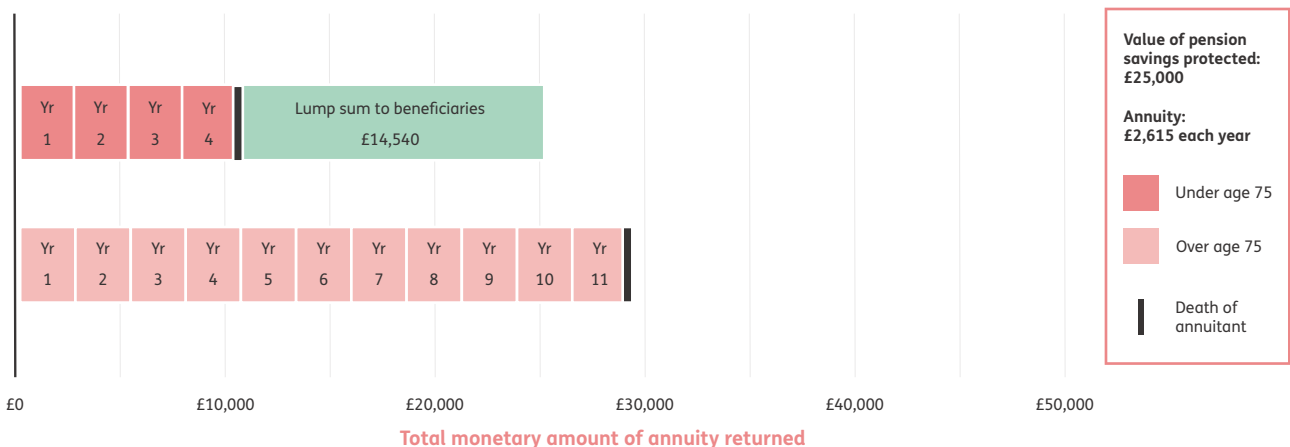 Yr Yr Yr Yr
1 2 3 4
Lump sum to beneficiaries
£14,540
Yr Yr Yr Yr Yr Yr Yr Yr Yr Yr Yr
1 2 3 4 5 6 7 8 9 10 11
£0 £10,000 £20,000 £30,000 £40,000 £50,000
Total monetary amount of annuity returned
Value of pension
savings protected:
£25,000
Annuity:
£2,615 each year
Under age 75
Over age 75
Death of
annuitant